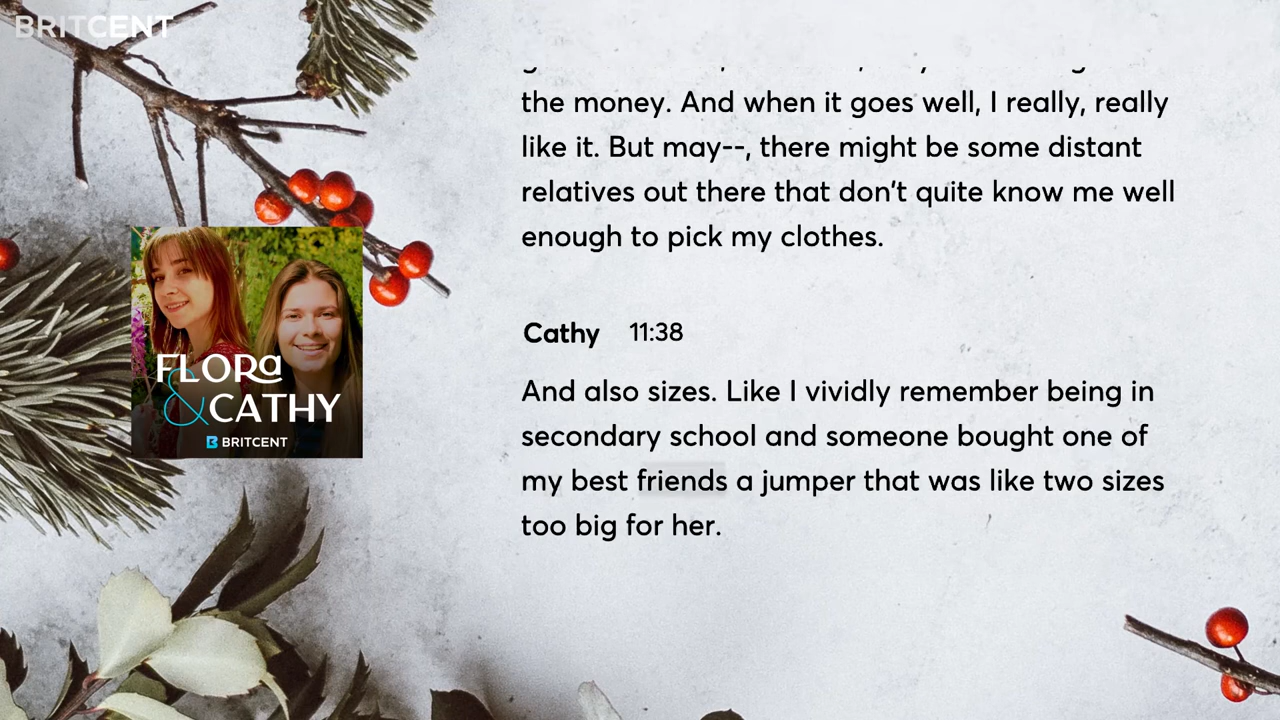 BRITCENT
the money. And when it goes well, I really, really
like it. But may--, there might be some distant
relatives out there that don't quite know me well
enough to pick my clothes.
Cathy 11:38
And also sizes. Like I vividly remember being in
secondary school and someone bought one of
my best friends a jumper that was like two sizes
too big for her.
FLORa
& CATHY
BRITCENT